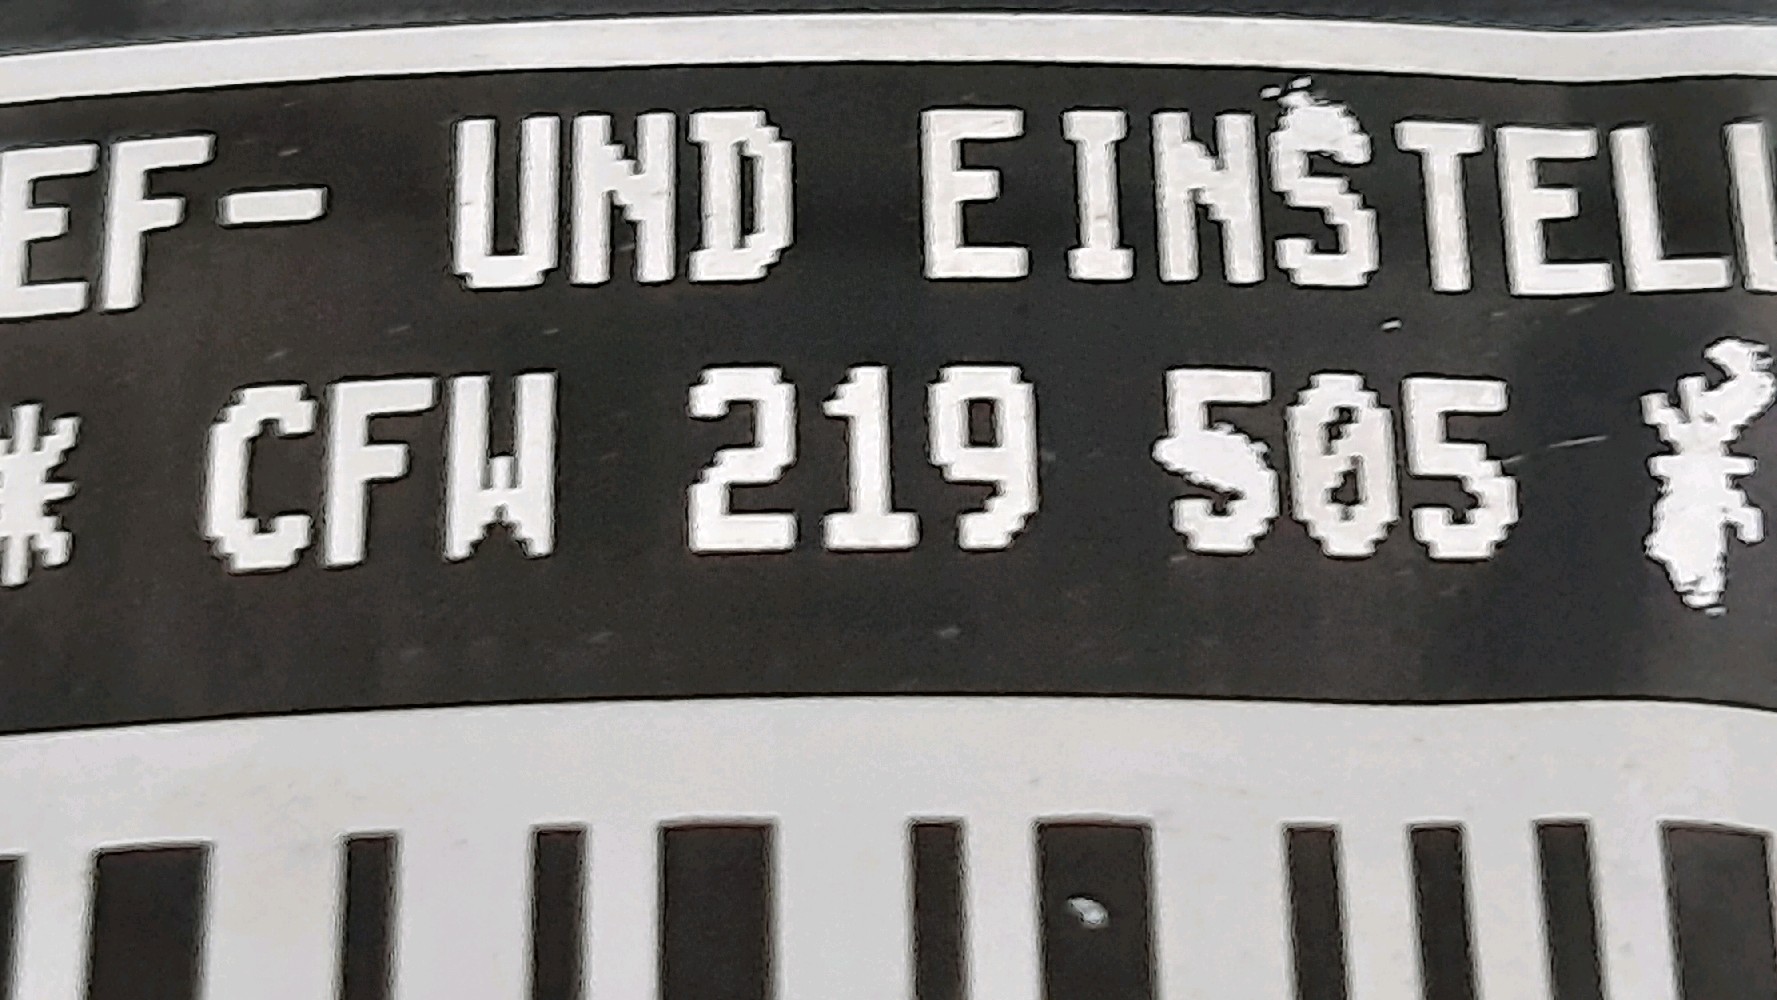 EF- UND EINSTELL
* CFW 219 505 *